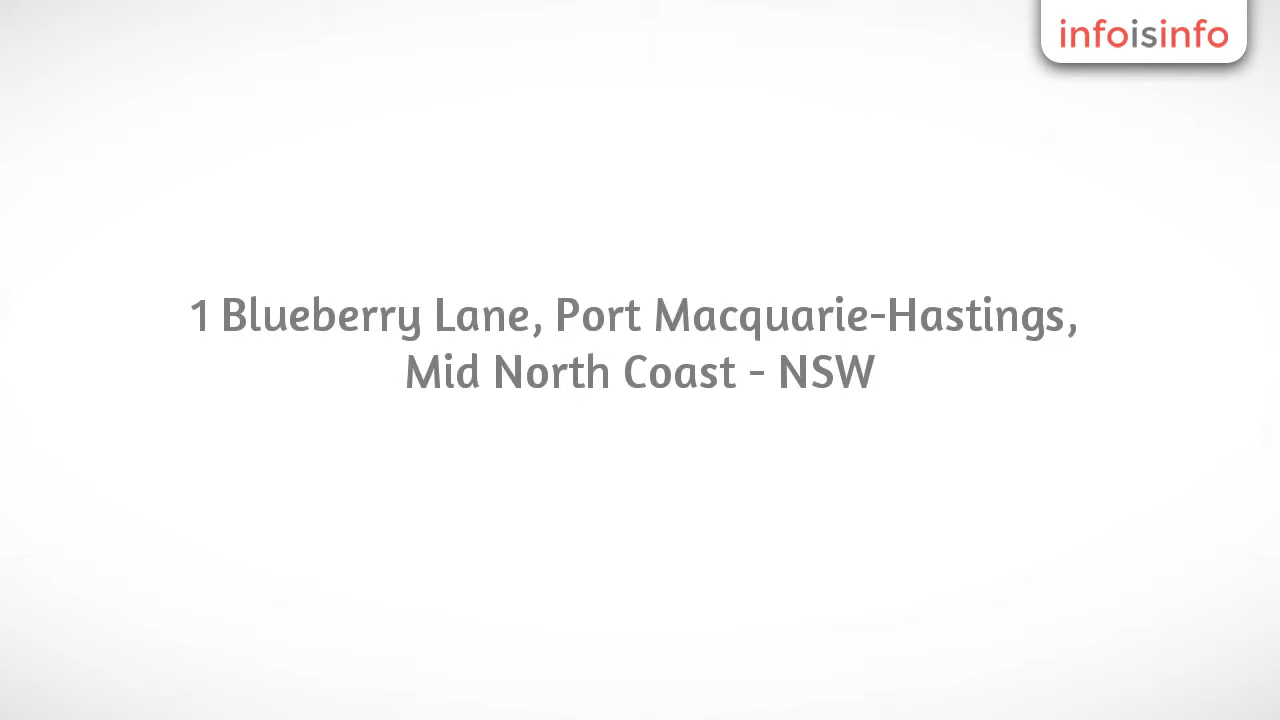 infoisinfo
1 Blueberry Lane, Port Macquarie-Hastings,
Mid North Coast - NSW